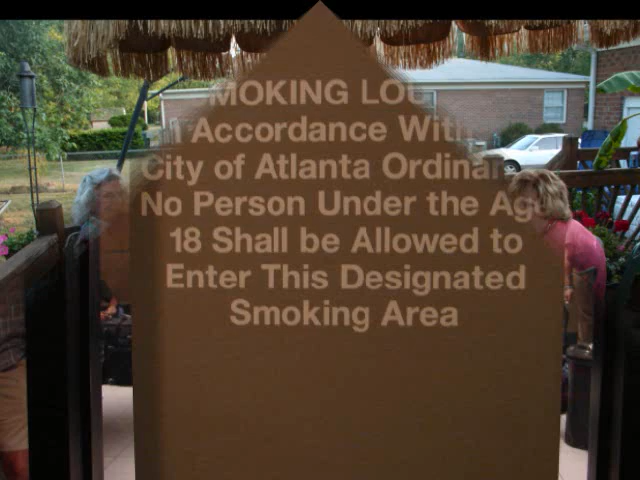 MOKING LOU
n Accordance With
City of Atlanta Ordinan
No Person Under the Ag
18 Shall be Allowed to
Enter This Designated
Smoking Area